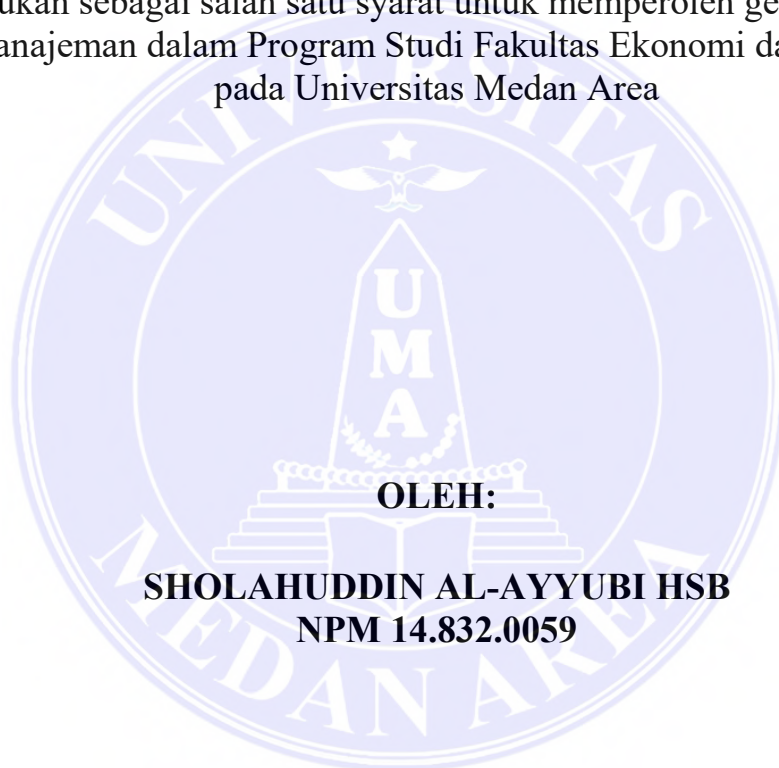 sebagai salah satu syarat untuk memperoleh
dalam Program Studi Fakultas Ekonomi
pada Universitas Medan Area
UNIVERSITAS
UMA
OLEH:
SHOLAHUDDIN AL-AYYUBI HSB
NPM 14.832.0059
MEDAN AREA